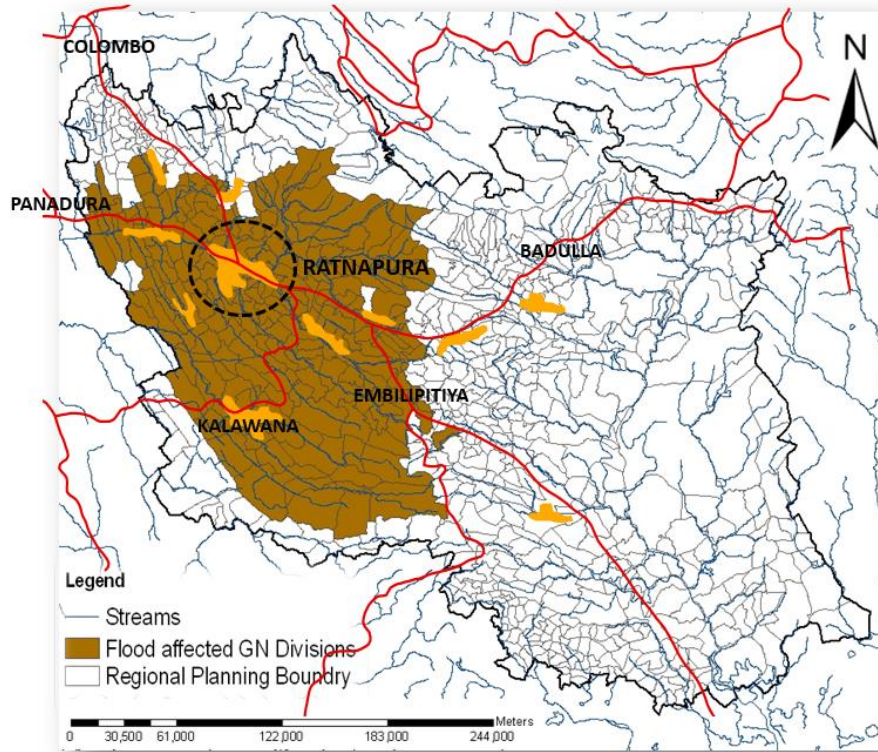 COLOMBO
N
PANADURA
RATNAPURA
BADULLA
EMBILIPITIYA
KALAWANA
Legend
Streams
Flood affected GN Divisions
Regional Planning Boundry
Meters
0 30,500 61,000 122,000 183,000 244,000